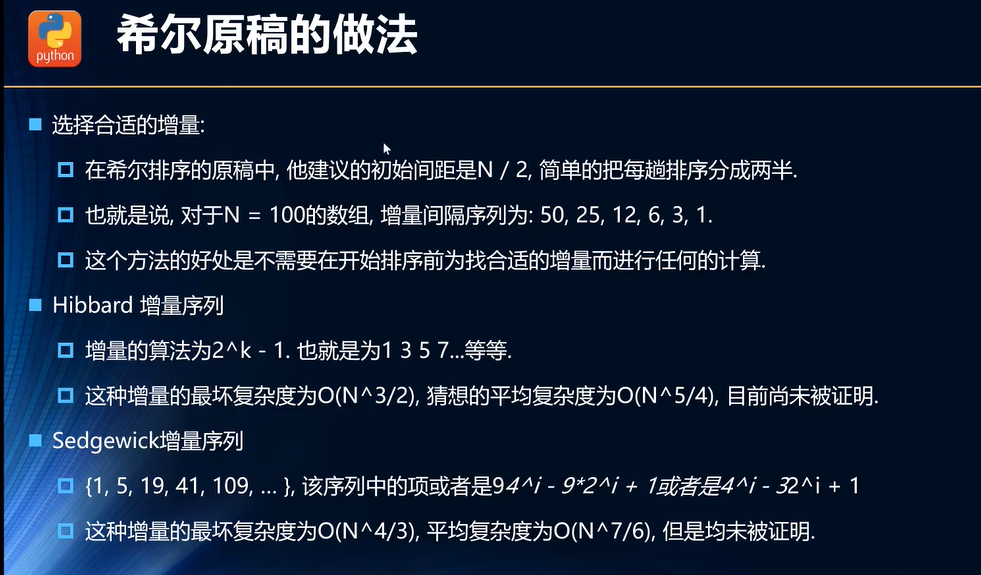 python
希尔原稿的做法
选择合适的增量:
在希尔排序的原稿中, 他建议的初始间距是N / 2, 简单的把每趟排序分成两半.
也就是说, 对于N = 100的数组, 增量间隔序列为: 50, 25, 12, 6, 3, 1.
这个方法的好处是不需要在开始排序前为找合适的增量而进行任何的计算.
Hibbard 增量序列
增量的算法为2^k - 1. 也就是为1 3 5 7...等等.
这种增量的最坏复杂度为O(N^3/2), 猜想的平均复杂度为O(N^5/4), 目前尚未被证明.
Sedgewick增量序列
{1, 5, 19, 41, 109, ... }, 该序列中的项或者是94^i - 9*2^i + 1或者是4^i - 32^i + 1
这种增量的最坏复杂度为O(N^4/3), 平均复杂度为O(N^7/6), 但是均未被证明.